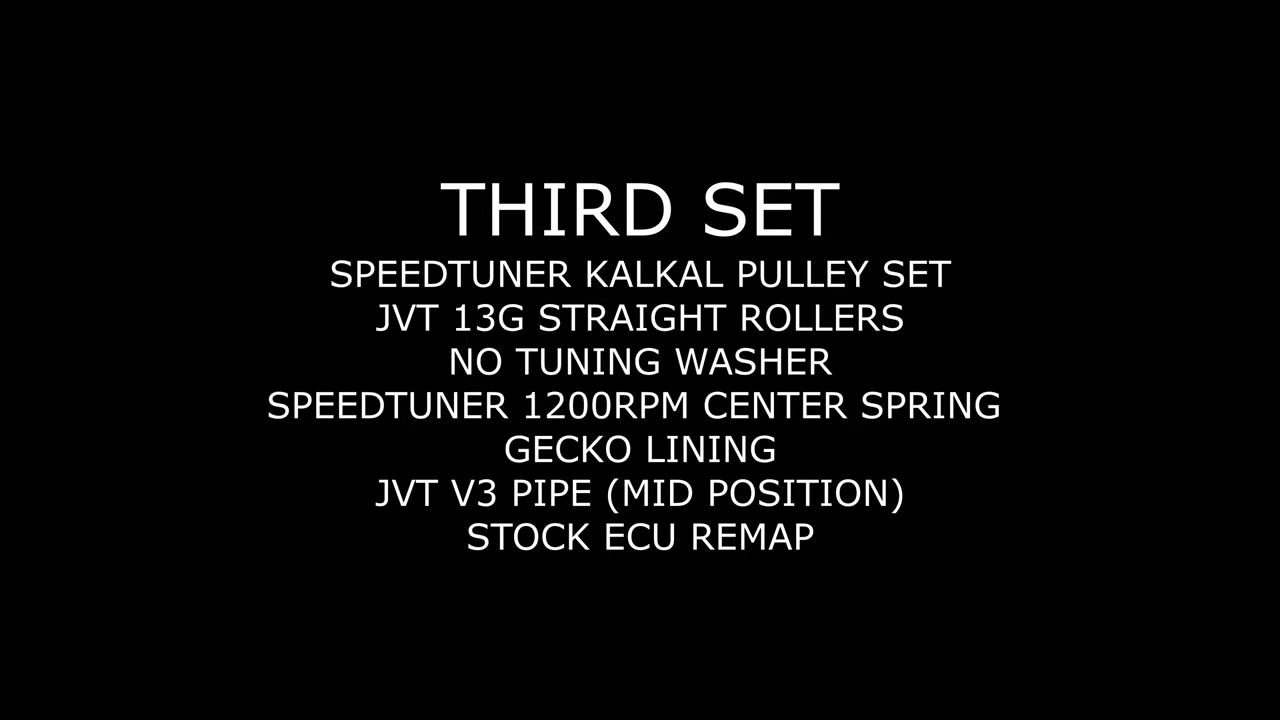 THIRD SET
SPEEDTUNER KALKAL PULLEY SET
JVT 13G STRAIGHT ROLLERS
NO TUNING WASHER
SPEEDTUNER 1200RPM CENTER SPRING
GECKO LINING
JVT V3 PIPE (MID POSITION)
STOCK ECU REMAP